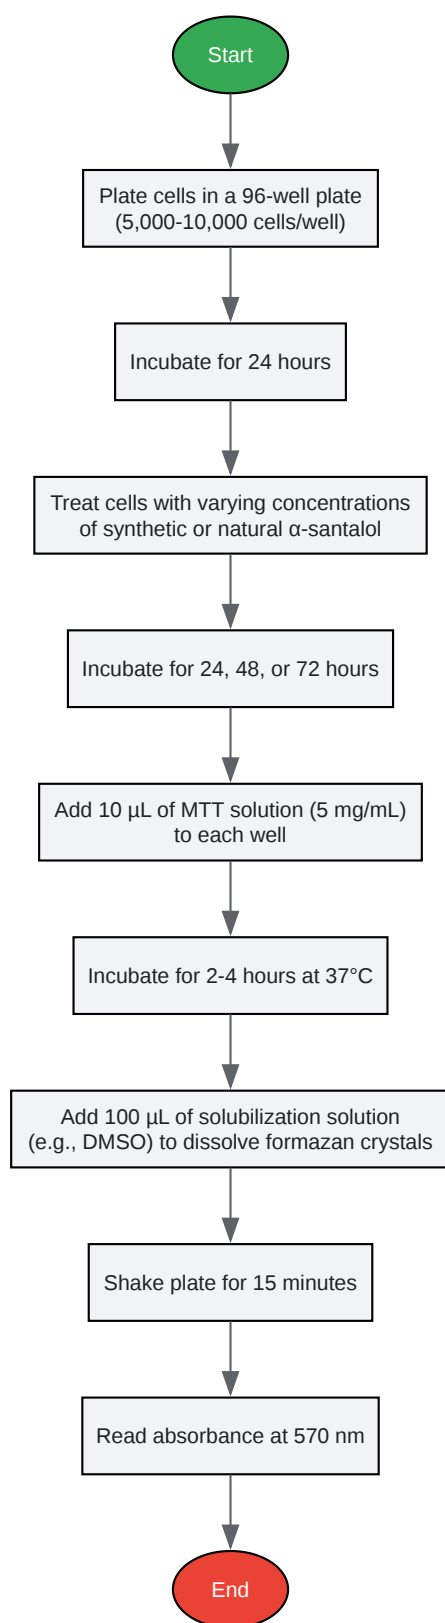 Start
Plate cells in a 96-well plate
(5,000-10,000 cells/well)
Incubate for 24 hours
Treat cells with varying concentrations
of synthetic or natural α-santalol
Incubate for 24, 48, or 72 hours
Add 10 µL of MTT solution (5 mg/mL)
to each well
Incubate for 2-4 hours at 37°C
Add 100 µL of solubilization solution
(e.g., DMSO) to dissolve formazan crystals
Shake plate for 15 minutes
Read absorbance at 570 nm
End